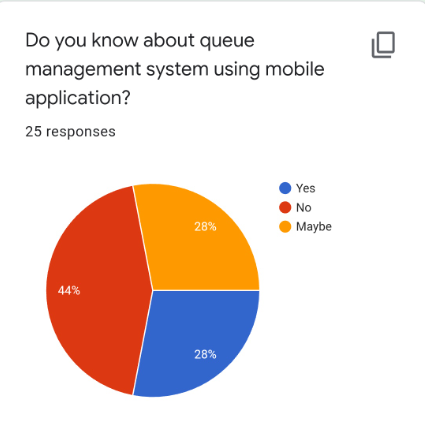 Do you know about queue
management system using mobile
application?
25 responses
Yes
No
Maybe
28%
44%
28%